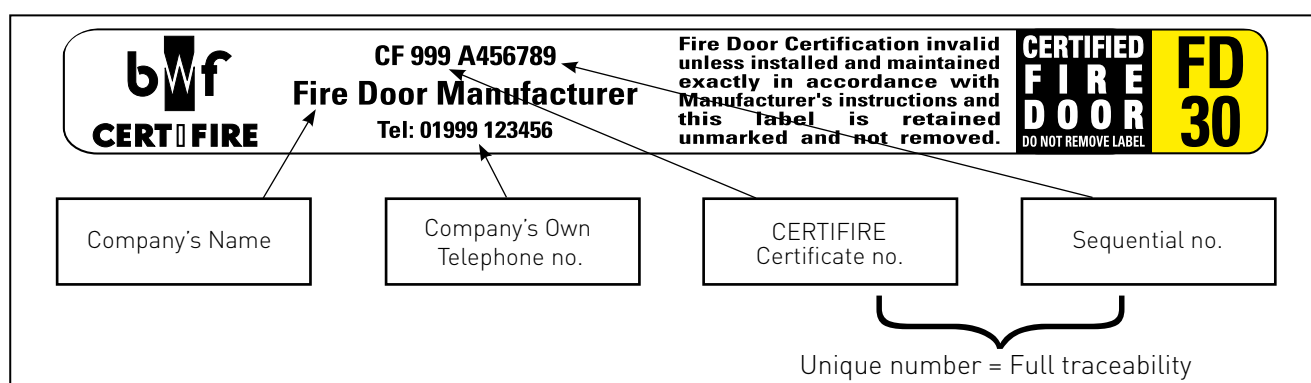 bwf
CERTIFIRE
CF 999 A456789
Fire Door Manufacturer
Tel: 01999 123456
Fire Door Certification invalid
unless installed and maintained
exactly in accordance with
Manufacturer's instructions and
this label is retained
unmarked and not removed.
CERTIFIED
FIRE
DOOR
DO NOT REMOVE LABEL
FD
30
Company's Name
Company's Own
Telephone no.
CERTIFIRE
Certificate no.
Sequential no.
Unique number = Full traceability